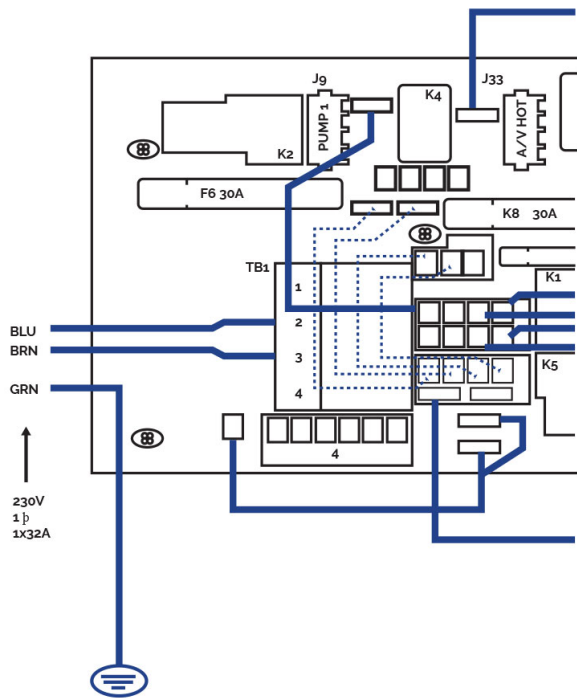 J9
J33
PUMP 1
K4
A/V HOT
K2
F6 30A
K8 30A
TB1
K1
1
2
BLU
BRN
3
K5
GRN
4
4
230V
1 þ
1x32A